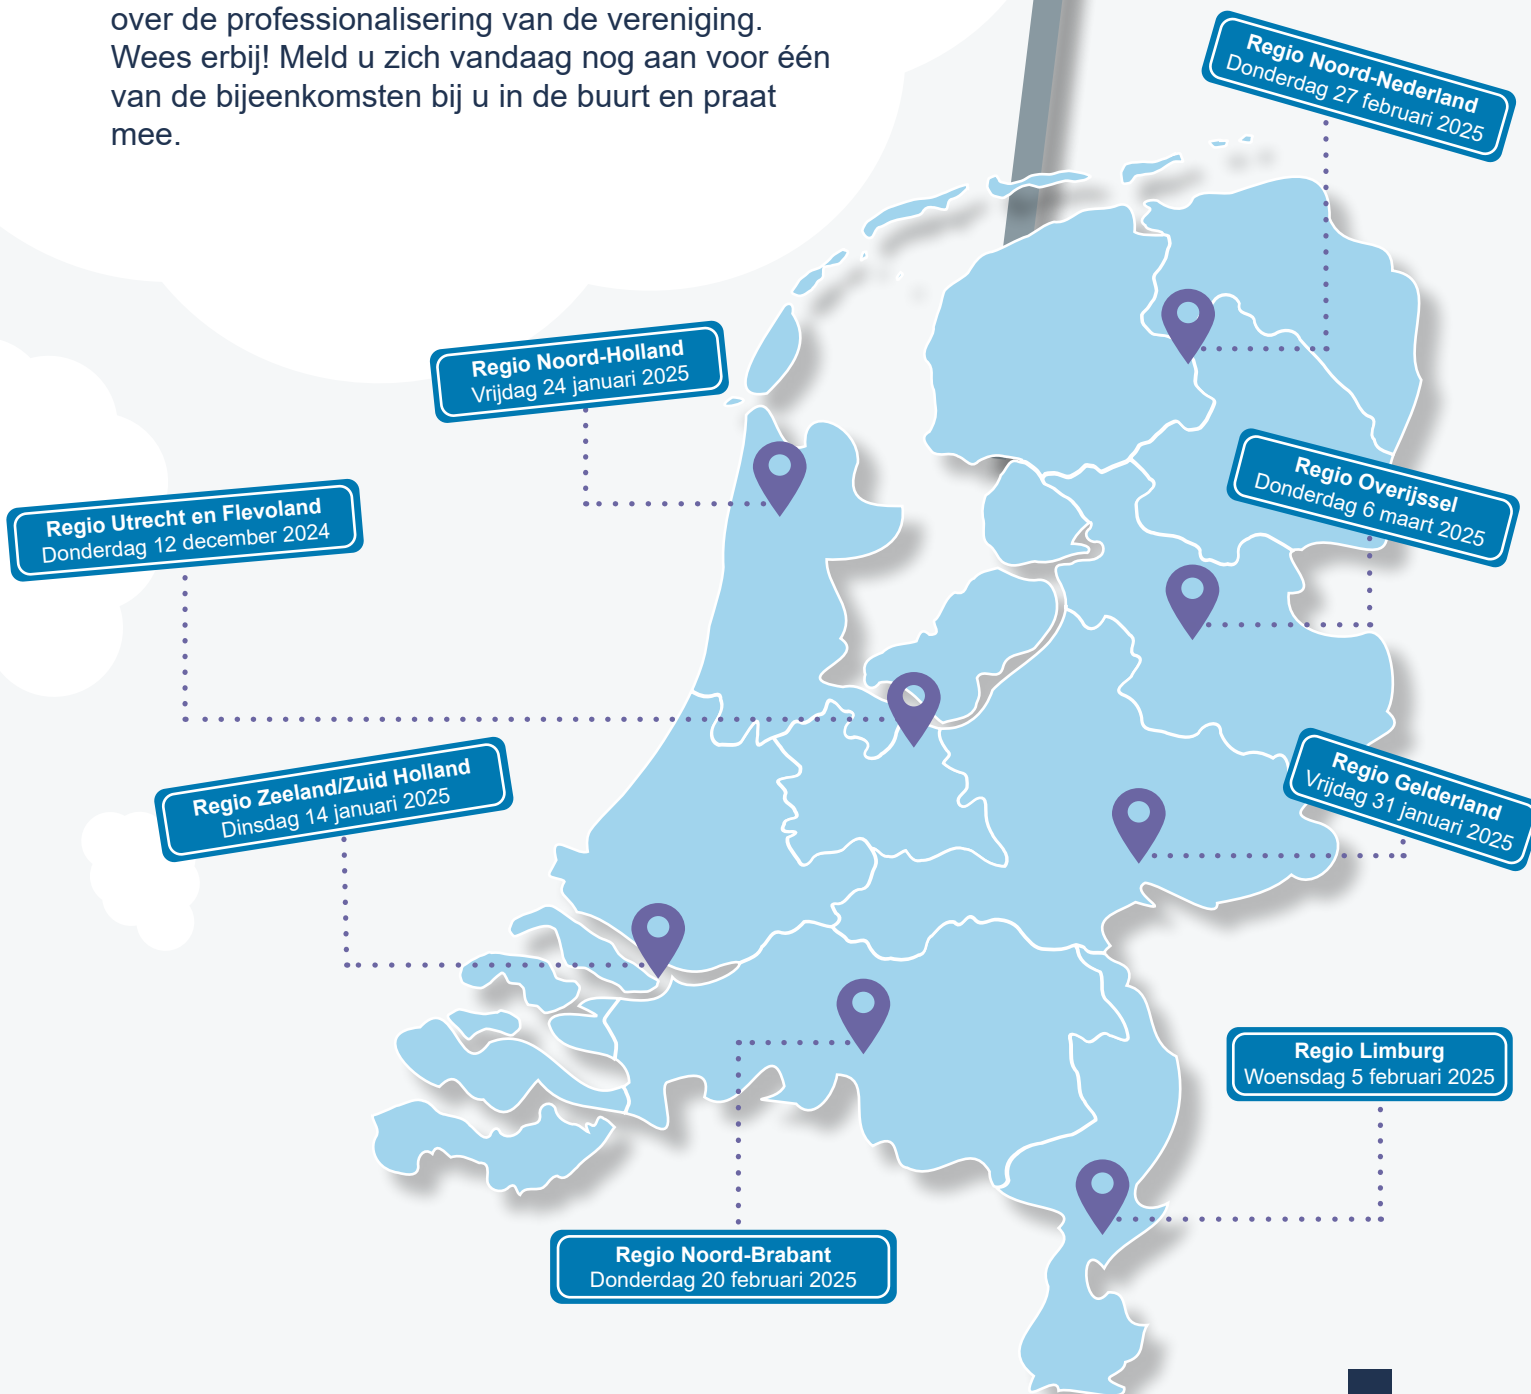 over de professionalisering van de vereniging.
Wees erbij! Meld u zich vandaag nog aan voor één
van de bijeenkomsten bij u in de buurt en praat
mee.
Regio Noord-Nederland
Donderdag 27 februari 2025
Regio Noord-Holland
Vrijdag 24 januari 2025
Regio Overijssel
Donderdag 6 maart 2025
Regio Utrecht en Flevoland
Donderdag 12 december 2024
Regio Zeeland/Zuid Holland
Dinsdag 14 januari 2025
Regio Gelderland
Vrijdag 31 januari 2025
Regio Limburg
Woensdag 5 februari 2025
Regio Noord-Brabant
Donderdag 20 februari 2025